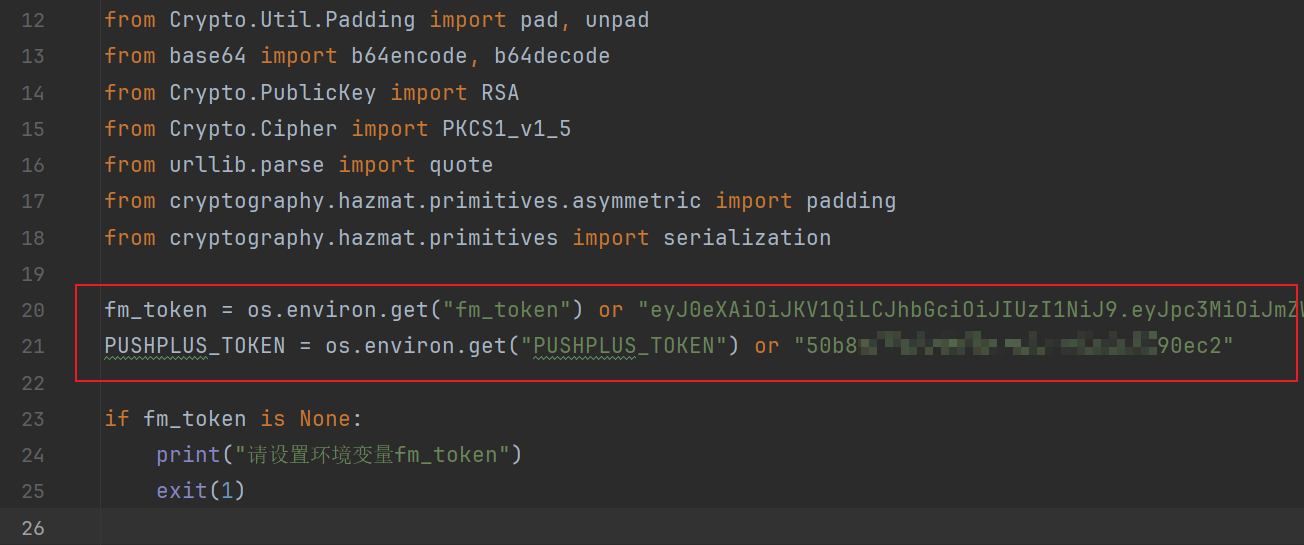 12 from Crypto.Util.Padding import pad, unpad
13 from base64 import b64encode, b64decode
14 from Crypto.PublicKey import RSA
15 from Crypto.Cipher import PKCS1_v1_5
16 from urllib.parse import quote
17 from cryptography.hazmat.primitives.asymmetric import padding
18 from cryptography.hazmat.primitives import serialization
19
20 fm_token = os.environ.get("fm_token") or "eyJ0eXAiOiJKV1QiLCJhbGciOiJIUzI1NiJ9.eyJpc3MiOiJmZW
21 PUSHPLUS_TOKEN = os.environ.get("PUSHPLUS_TOKEN") or "50b8 90ec2"
22
23 if fm_token is None:
24 print("请设置环境变量fm_token")
25 exit(1)
26